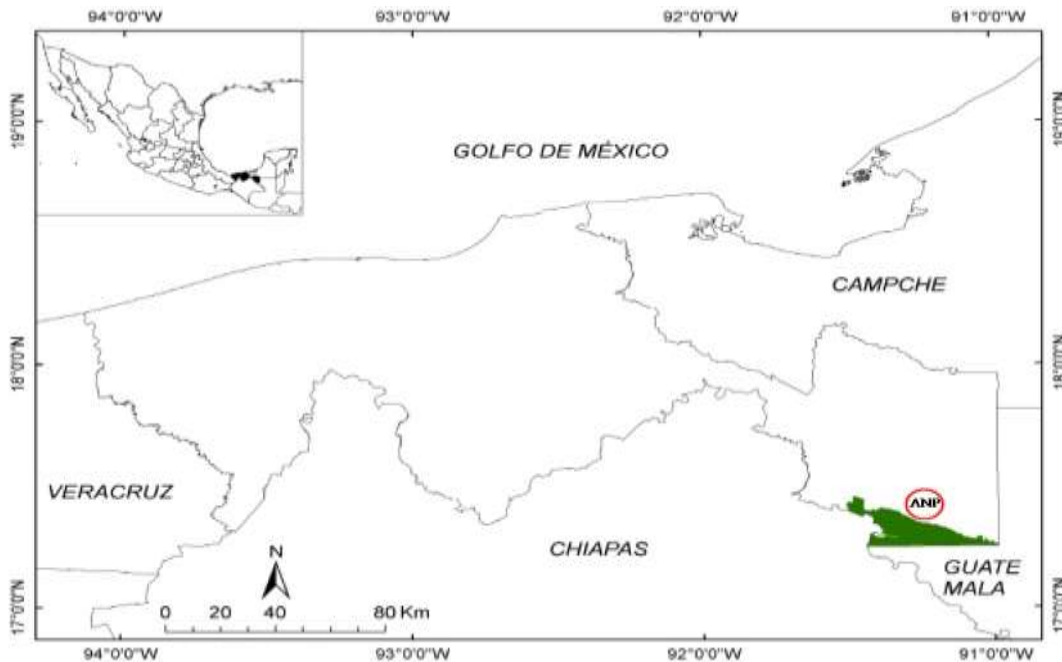 94°0'0"W 93°0'0"W 92°0'0"W 91°0'0"W
19°0'0"N
19°0'0"N
GOLFO DE MÉXICO
CAMPCHE
18°0'0"N
18°0'0"N
VERACRUZ
ANP
CHIAPAS
GUATE
MALA
N
0 20 40 80 Km
17°0'0"N
17°0'0"N
94°0'0"W 93°0'0"W 92°0'0"W 91°0'0"W